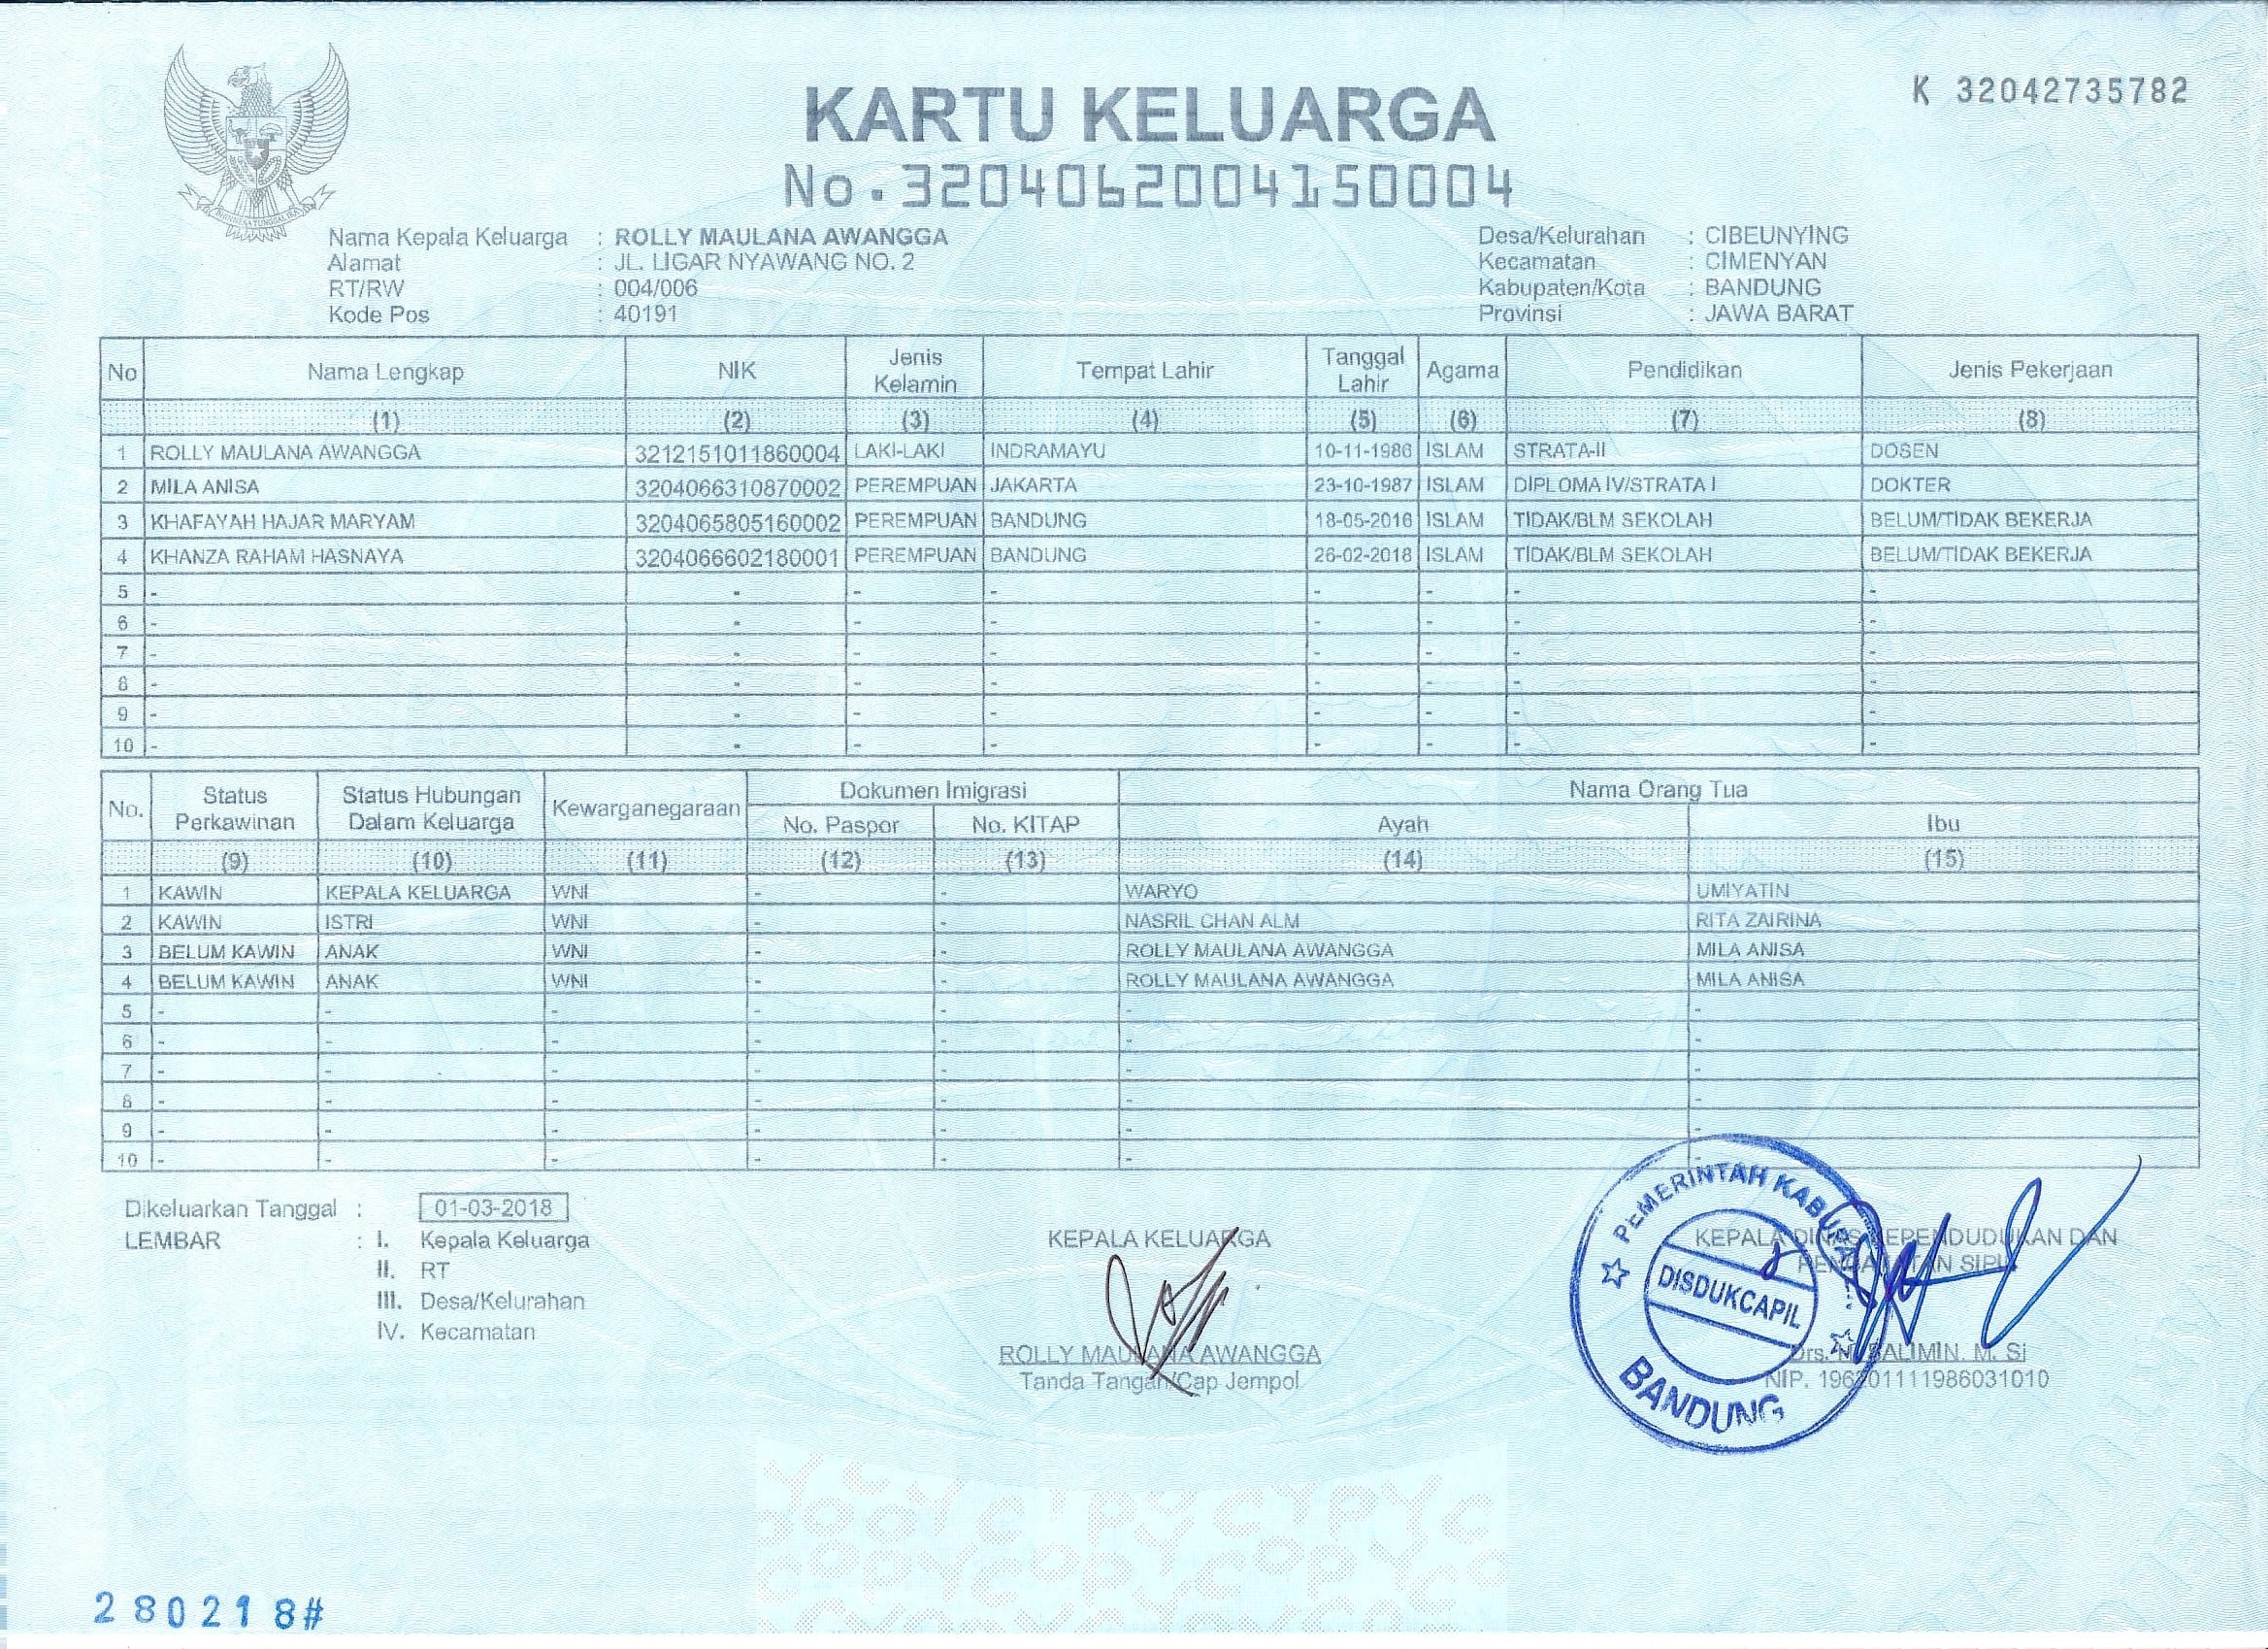 K 32042735782
KARTU KELUARGA
No. 3204062004150004
Nama Kepala Keluarga : ROLLY MAULANA AWANGGA
Alamat : JL. LIGAR NYAWANG NO. 2
RT/RW : 004/006
Kode Pos : 40191
Desa/Kelurahan : CIBEUNYING
Kecamatan : CIMENYAN
Kabupaten/Kota : BANDUNG
Provinsi : JAWA BARAT
No Nama Lengkap NIK Jenis Kelamin Tempat Lahir Tanggal Lahir Agama Pendidikan Jenis Pekerjaan
(1) (2) (3) (4) (5) (6) (7) (8)
1 ROLLY MAULANA AWANGGA 3212151011860004 LAKI-LAKI INDRAMAYU 10-11-1986 ISLAM STRATA-II DOSEN
2 MILA ANISA 3204066310870002 PEREMPUAN JAKARTA 23-10-1987 ISLAM DIPLOMA IV/STRATA I DOKTER
3 KHAFAYAH HAJAR MARYAM 3204065805160002 PEREMPUAN BANDUNG 18-05-2016 ISLAM TIDAK/BLM SEKOLAH BELUM/TIDAK BEKERJA
4 KHANZA RAHAM HASNAYA 3204066602180001 PEREMPUAN BANDUNG 26-02-2018 ISLAM TIDAK/BLM SEKOLAH BELUM/TIDAK BEKERJA
5 - - - - - - - -
6 - - - - - - - -
7 - - - - - - - -
8 - - - - - - - -
9 - - - - - - - -
10 - - - - - - - -
No. Status Perkawinan Status Hubungan Dalam Keluarga Kewarganegaraan Dokumen Imigrasi Nama Orang Tua
No. Paspor No. KITAP Ayah Ibu
(9) (10) (11) (12) (13) (14) (15)
1 KAWIN KEPALA KELUARGA WNI - - WARYO UMIYATIN
2 KAWIN ISTRI WNI - - NASRIL CHAN ALM RITA ZAIRINA
3 BELUM KAWIN ANAK WNI - - ROLLY MAULANA AWANGGA MILA ANISA
4 BELUM KAWIN ANAK WNI - - ROLLY MAULANA AWANGGA MILA ANISA
5 - - - - - - -
6 - - - - - - -
7 - - - - - - -
8 - - - - - - -
9 - - - - - - -
10 - - - - - - -
Dikeluarkan Tanggal : 01-03-2018
LEMBAR : I. Kepala Keluarga
II. RT
III. Desa/Kelurahan
IV. Kecamatan
KEPALA KELUARGA
ROLLY MAULANA AWANGGA
Tanda Tangan/Cap Jempol
KEPALA DINAS KEPENDUDUKAN DAN
SIPIL
Drs. SALIMIN, M. Si
NIP.
PEMERINTAH
DISDUKCAPIL
BANDUNG
COPY COPY COPY
280218#